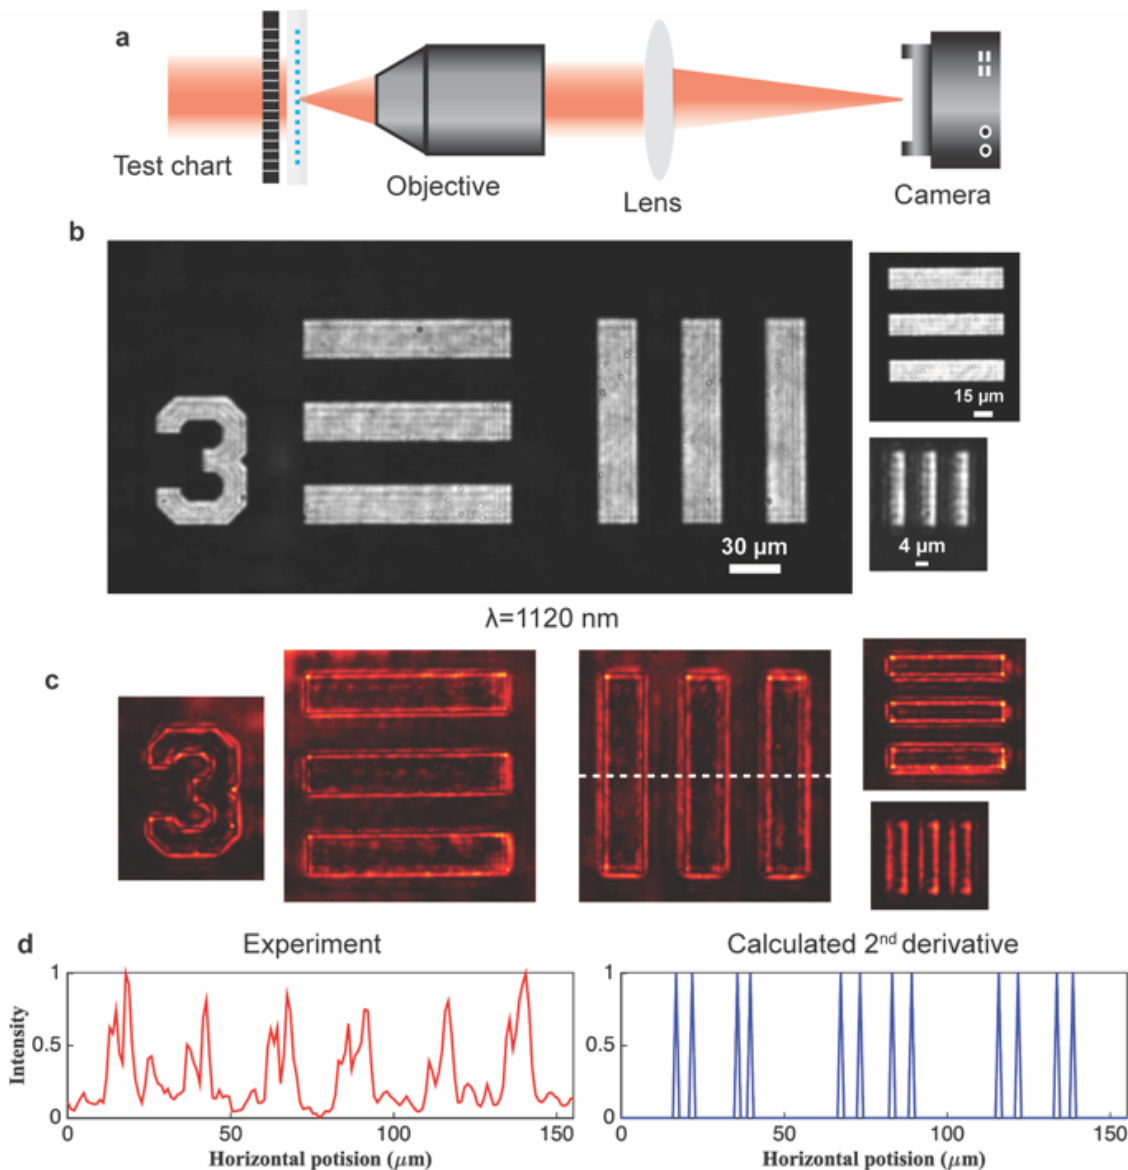 a
Test chart
Objective
Lens
Camera
b
3
30 µm
15 µm
4 µm
λ=1120 nm
c
3
d
Experiment
Calculated 2nd derivative
Intensity
1
0.5
0
0
50
100
150
Horizontal potision (µm)
1
0.5
0
0
50
100
150
Horizontal potision (µm)